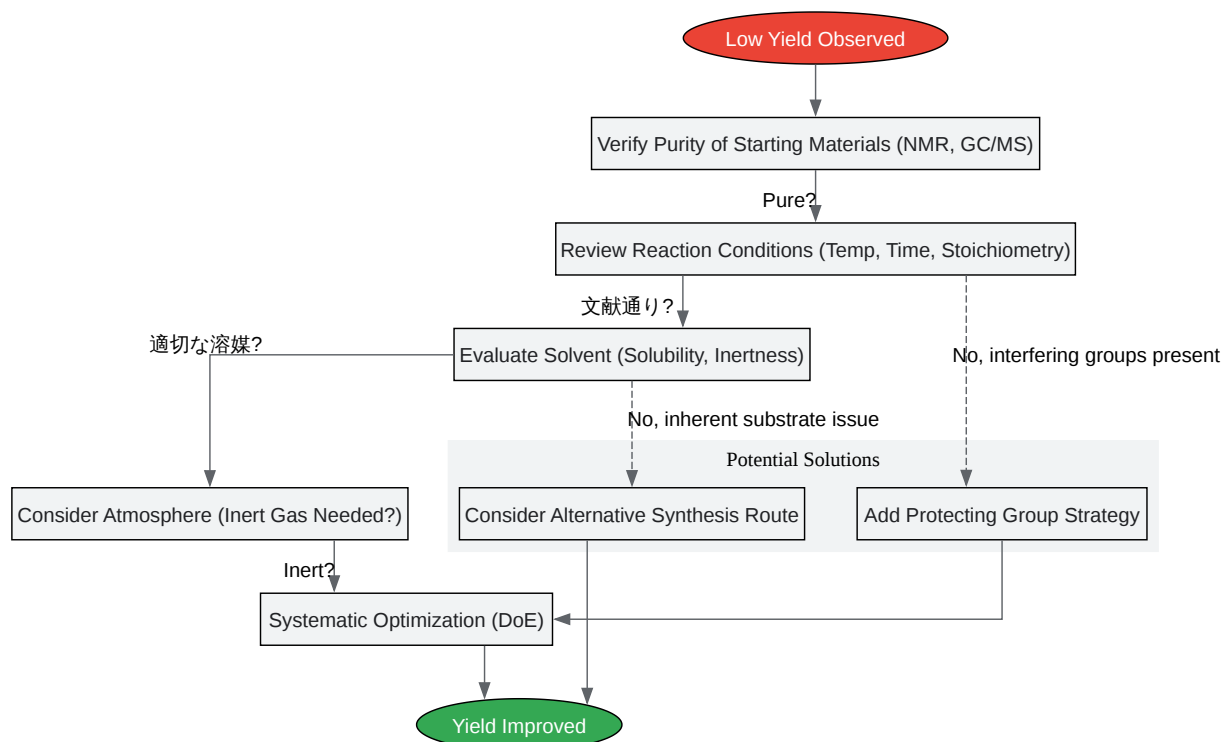 Low Yield Observed
Verify Purity of Starting Materials (NMR, GC/MS)
Pure?
Review Reaction Conditions (Temp, Time, Stoichiometry)
文献通り?
適切な溶媒?
Evaluate Solvent (Solubility, Inertness)
No, interfering groups present
No, inherent substrate issue
Potential Solutions
Consider Atmosphere (Inert Gas Needed?)
Consider Alternative Synthesis Route
Add Protecting Group Strategy
Inert?
Systematic Optimization (DoE)
Yield Improved